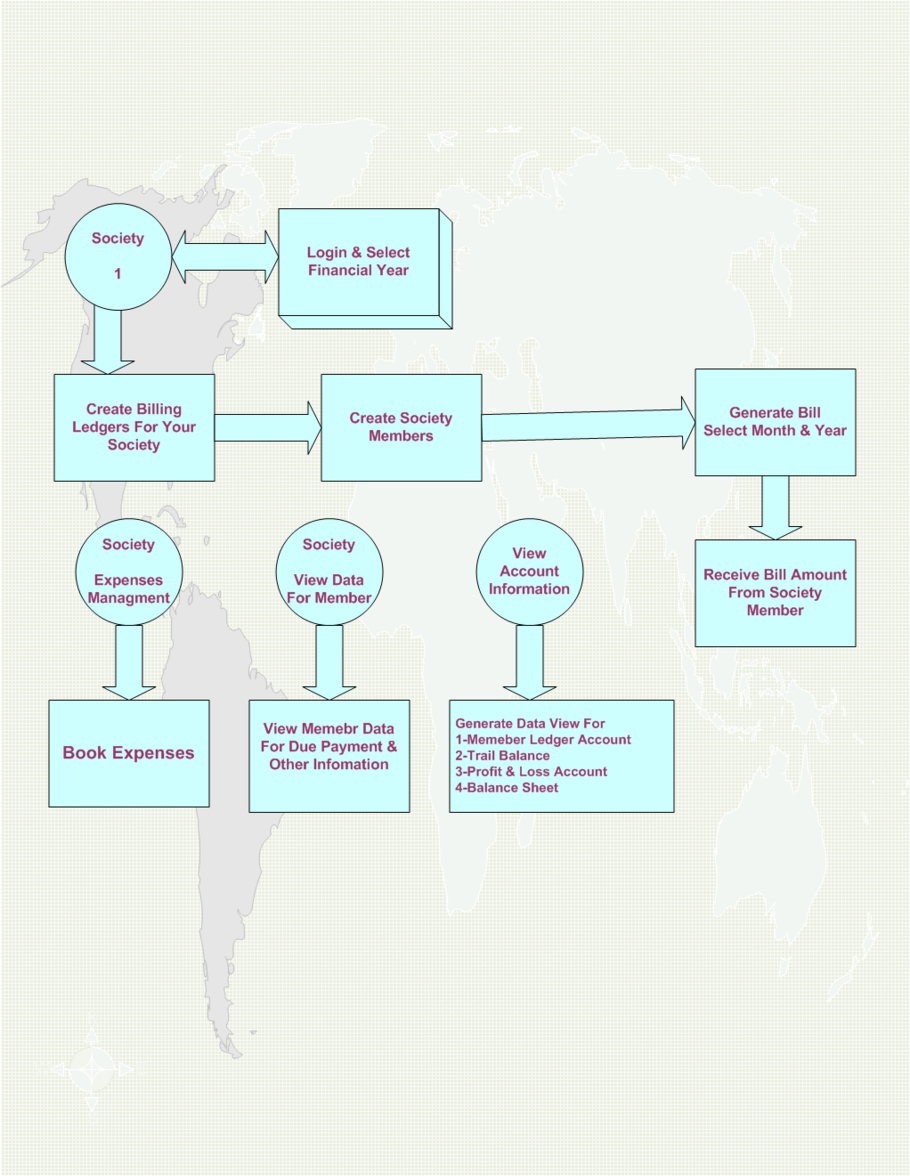 Society
1
Login & Select
Financial Year
Create Billing
Ledgers For Your
Society
Create Society
Members
Generate Bill
Select Month & Year
Receive Bill Amount
From Society
Member
Society
Expenses
Managment
Society
View Data
For Member
View
Account
Information
Book Expenses
View Memebr Data
For Due Payment &
Other Infomation
Generate Data View For
1-Memeber Ledger Account
2-Trail Balance
3-Profit & Loss Account
4-Balance Sheet